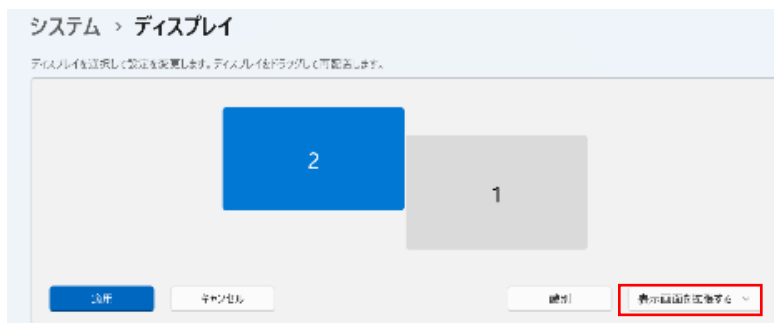 システム › ディスプレイ
ディスプレイを選択して設定を変更します。ディスプレイをドラッグして再配置します。
2
1
適用 キャンセル 識別 表示画面を拡張する